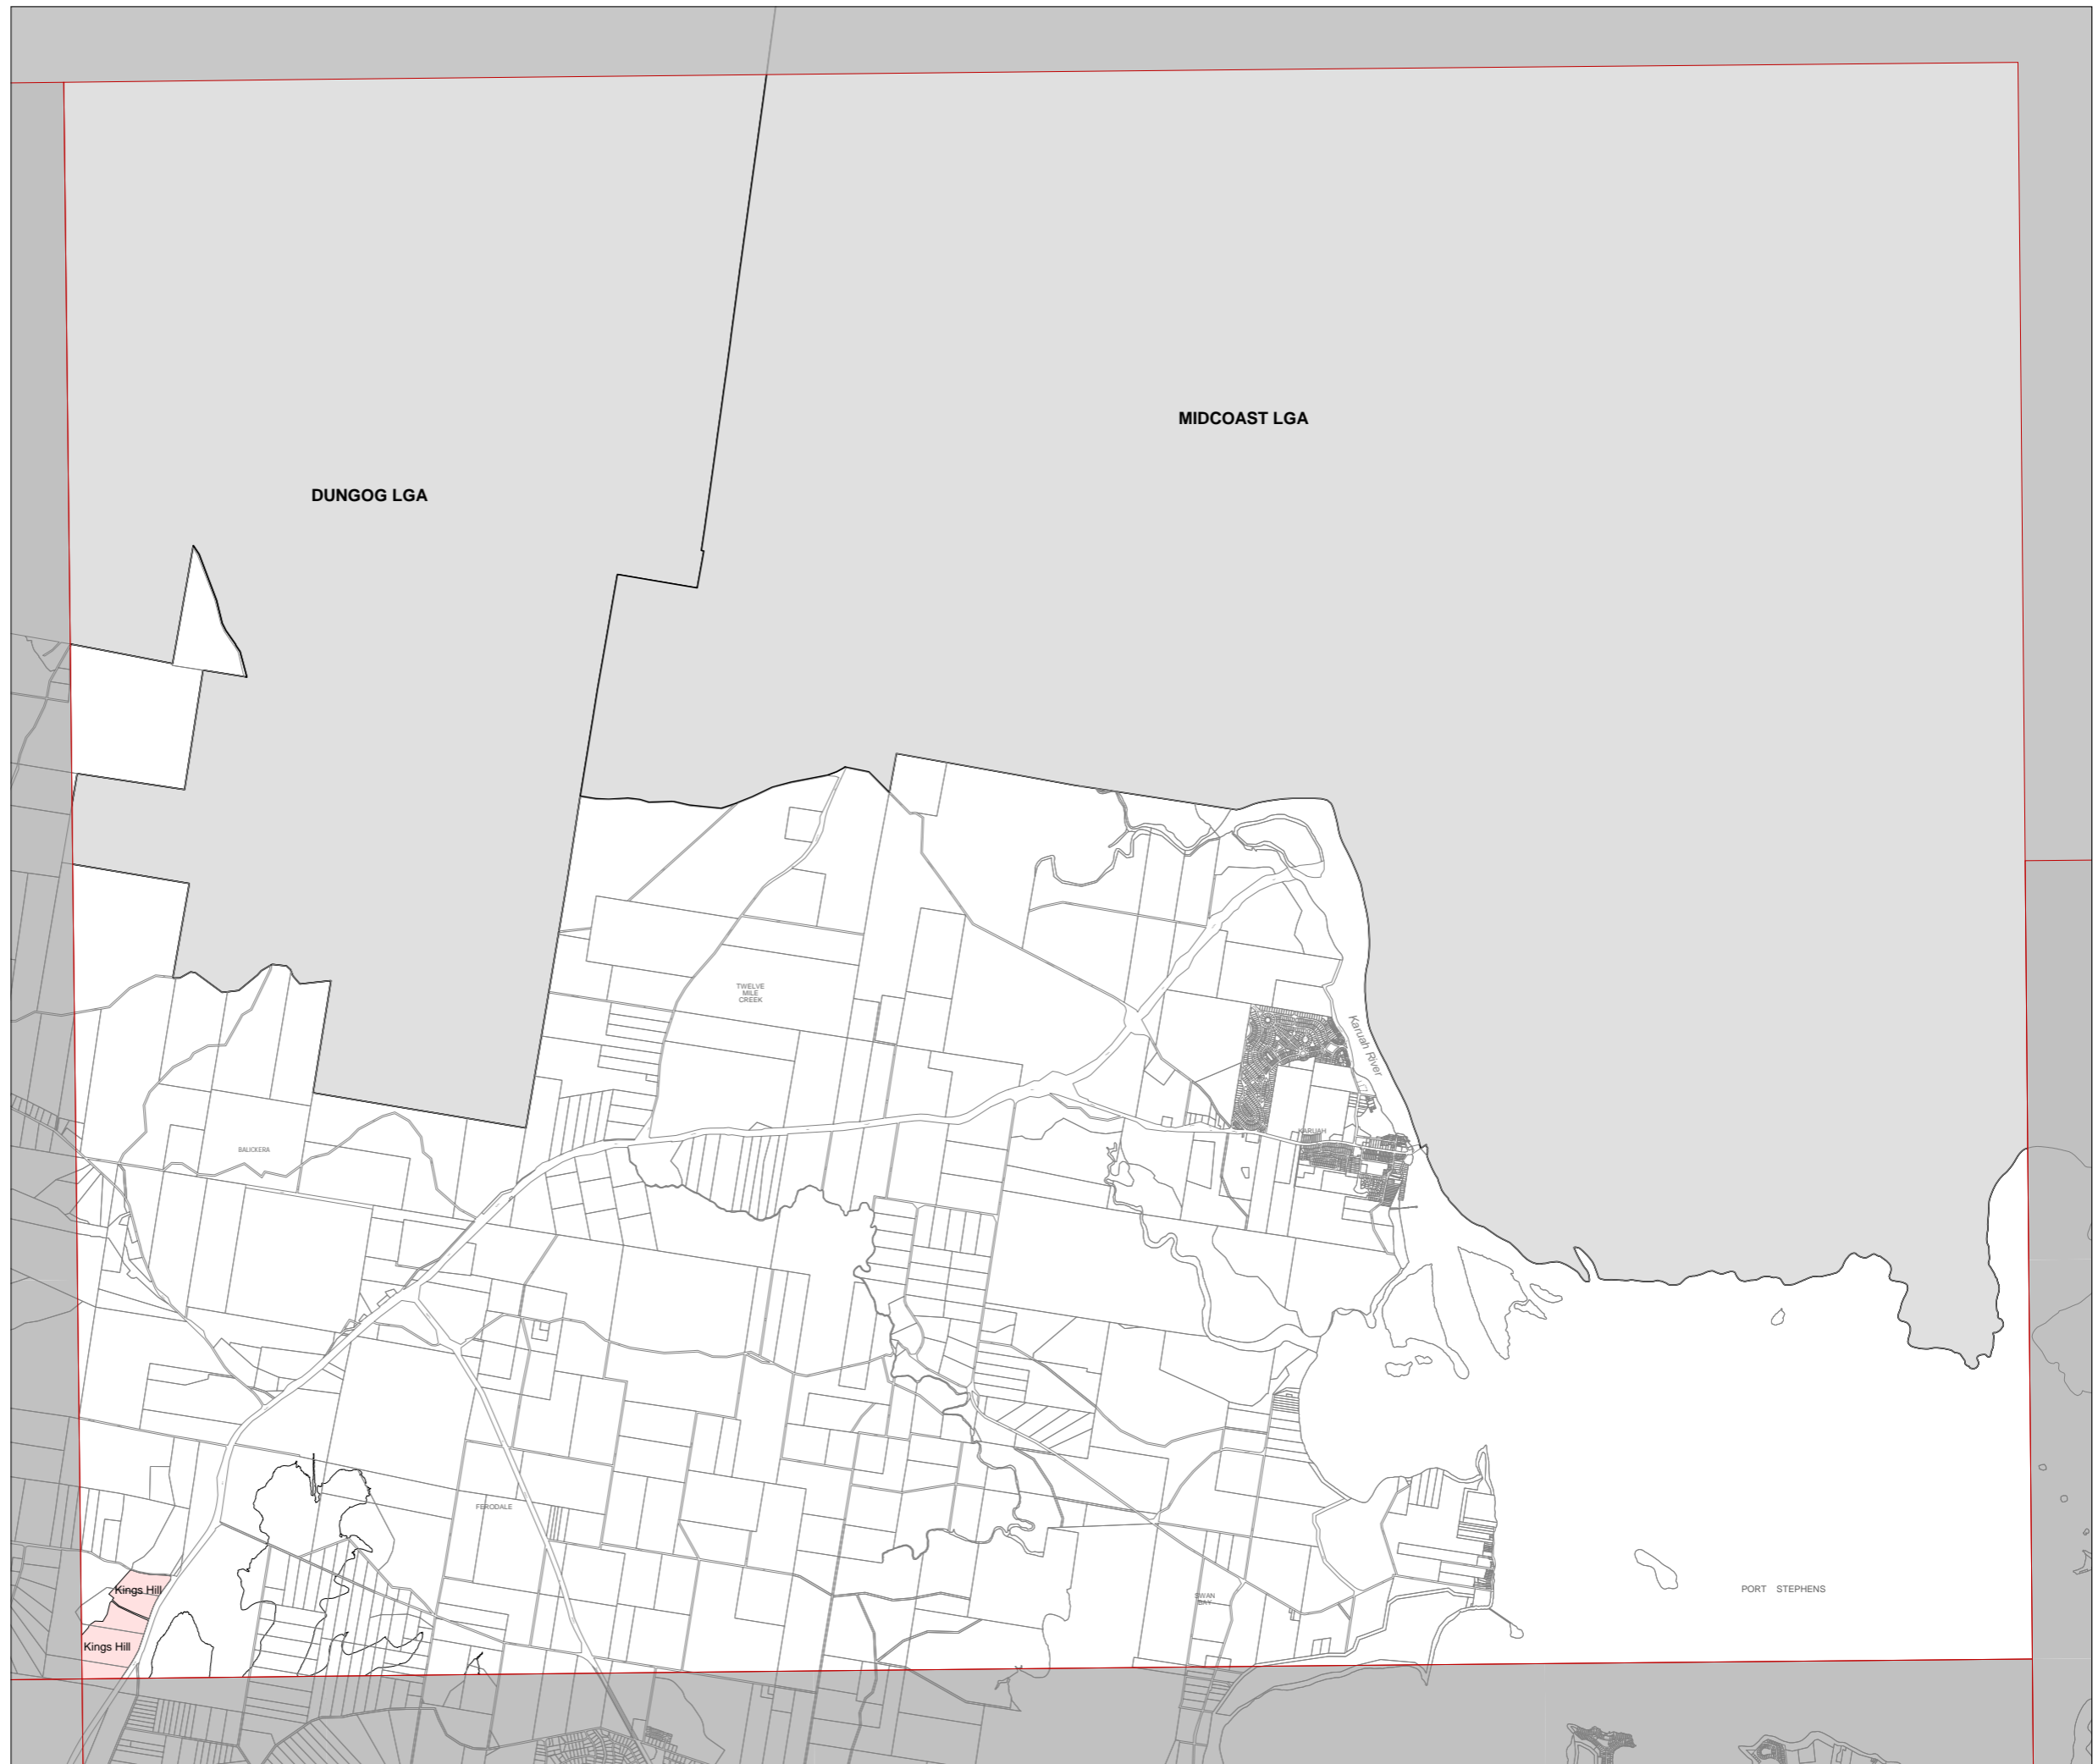 MIDCOAST LGA
DUNGOG LGA
TWELVE
MILE
CREEK
Karuah River
KARUAH
BALICKERA
FERODALE
Kings Hill
SWAN
BAY
PORT STEPHENS
Kings Hill